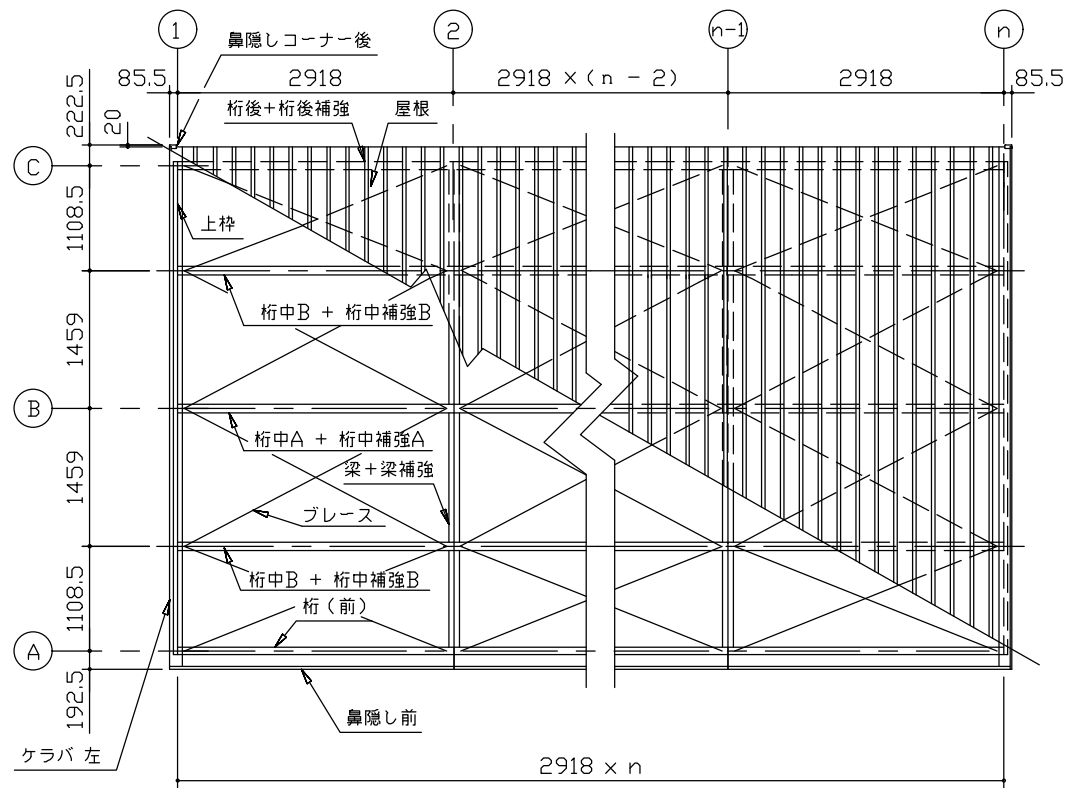 1
2
n-1
n
鼻隠しコーナー後
85.5
2918
2918 x ( n - 2 )
2918
85.5
222.5
20
桁後+桁後補強
屋根
C
1108.5
上枠
桁中B + 桁中補強B
1459
B
桁中A + 桁中補強A
1459
梁+梁補強
ブレース
桁中B + 桁中補強B
1108.5
桁(前)
A
192.5
鼻隠し前
ケラバ 左
2918 x n